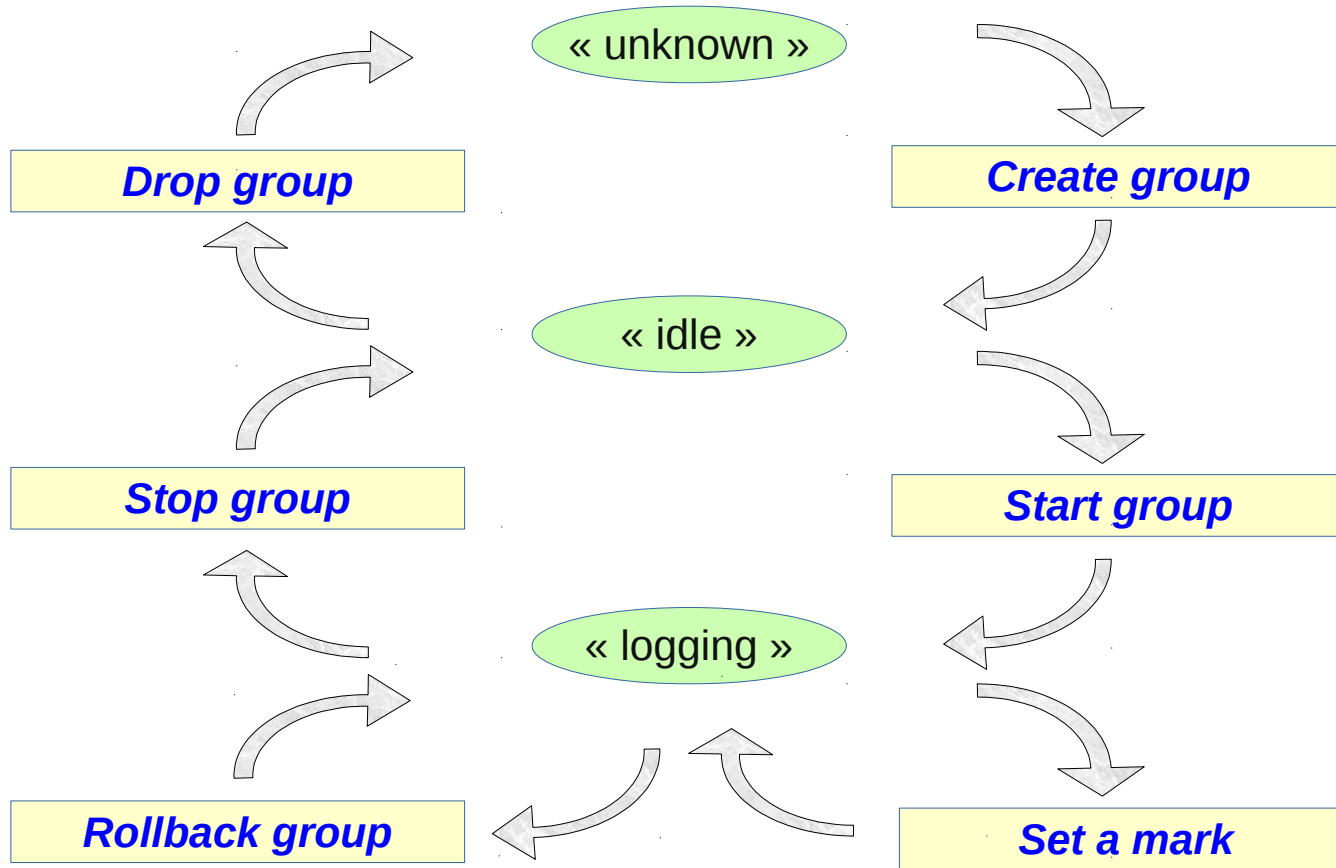 « unknown »
Drop group
Create group
« idle »
Stop group
Start group
« logging »
Rollback group
Set a mark